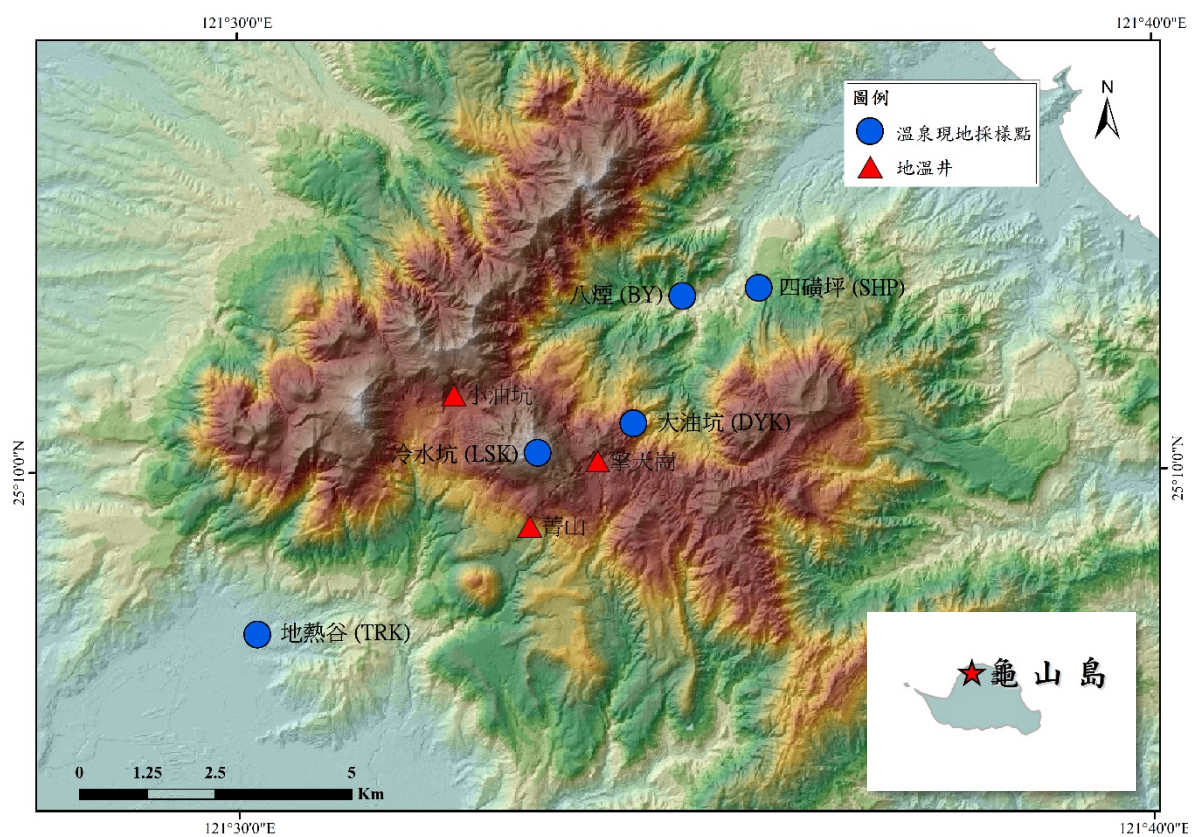 121°30'0"E
121°40'0"E
N
圖例
溫泉現地採樣點
地溫井
八煙 (BY)
四磺坪 (SHP)
小油坑
大油坑 (DYK)
冷水坑 (LSK)
擎天崗
25°10'0"N
25°10'0"N
菁山
地熱谷 (TRK)
龜山島
0 1.25 2.5 5
Km
121°30'0"E
121°40'0"E